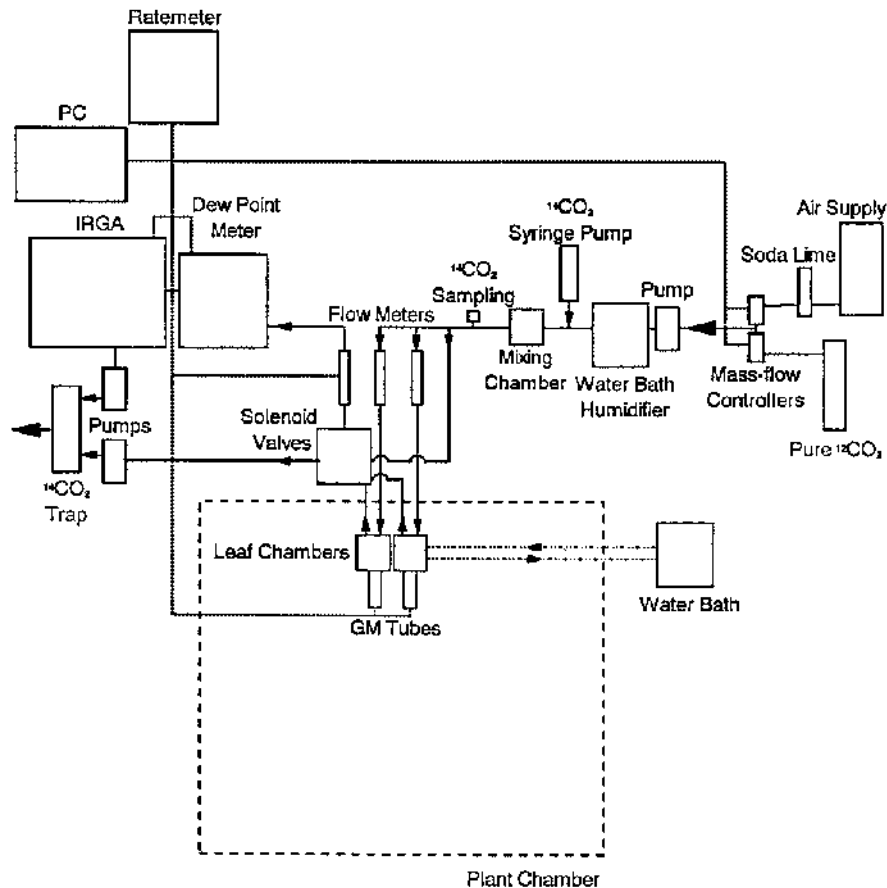 Ratemeter
PC
IRGA
Dew Point
Meter
¹⁴CO₂
Syringe Pump
Air Supply
Soda Lime
¹⁴CO₂
Sampling
Pump
Flow Meters
Mixing
Chamber
Water Bath
Humidifier
Mass-flow
Controllers
Pure ¹²CO₂
Pumps
Solenoid
Valves
¹⁴CO₂
Trap
Leaf Chambers
GM Tubes
Water Bath
Plant Chamber